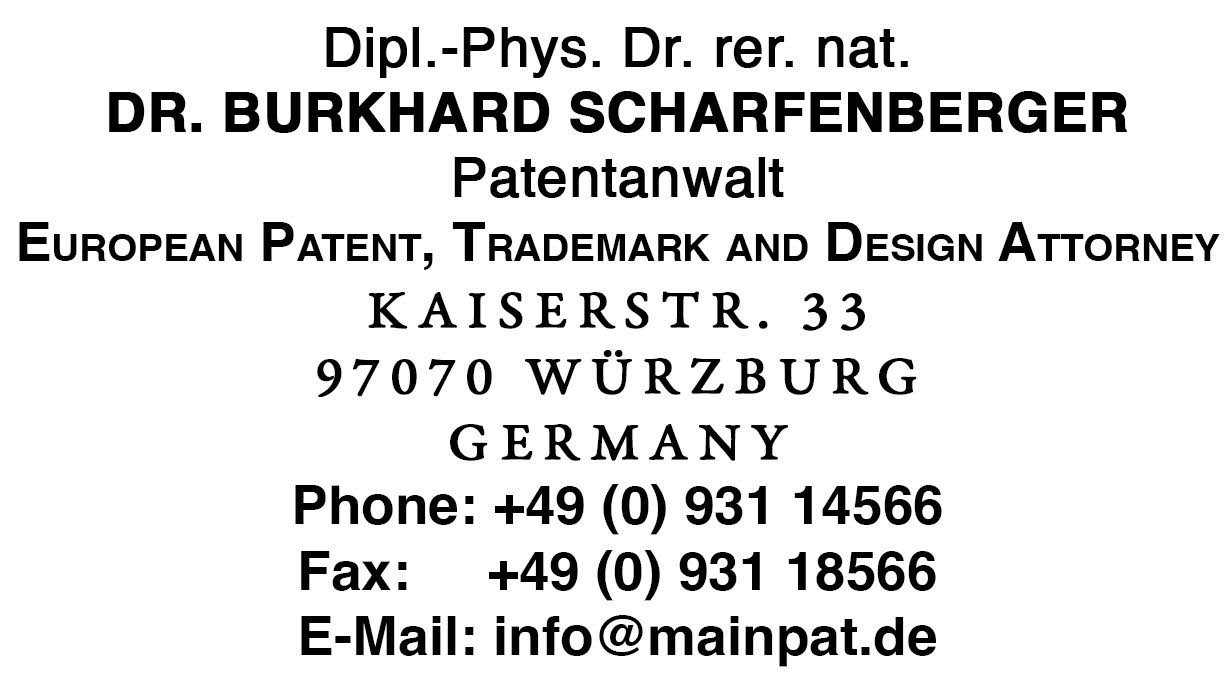 Dipl.-Phys. Dr. rer. nat.
DR. BURKHARD SCHARFENBERGER
Patentanwalt
EUROPEAN PATENT, TRADEMARK AND DESIGN ATTORNEY
KAISERSTR. 33
97070 WÜRZBURG
GERMANY
Phone: +49 (0) 931 14566
Fax: +49 (0) 931 18566
E-Mail: info@mainpat.de